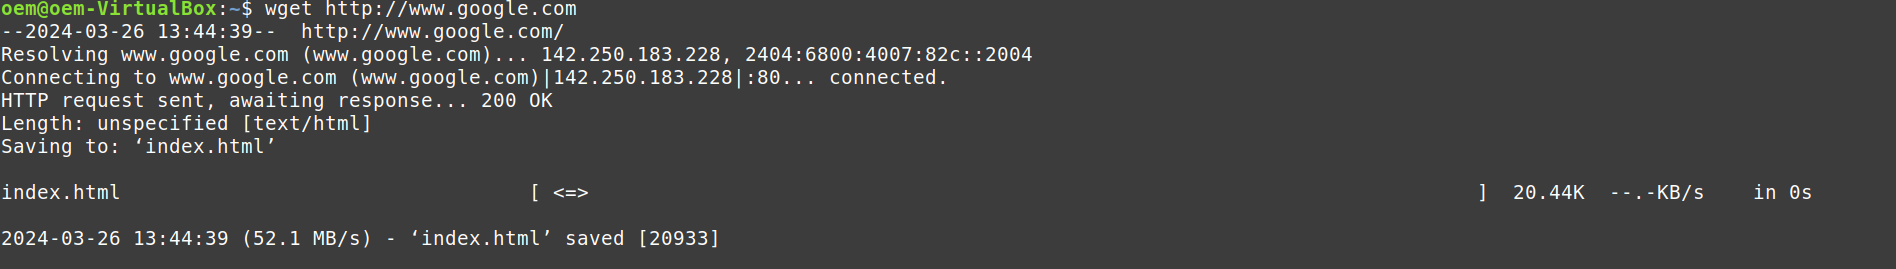 oem@oem-VirtualBox:~$ wget http://www.google.com
--2024-03-26 13:44:39--  http://www.google.com/
Resolving www.google.com (www.google.com)... 142.250.183.228, 2404:6800:4007:82c::2004
Connecting to www.google.com (www.google.com)|142.250.183.228|:80... connected.
HTTP request sent, awaiting response... 200 OK
Length: unspecified [text/html]
Saving to: ‘index.html’
index.html                                  [ <=>                                                                          ]  20.44K  --.-KB/s    in 0s
2024-03-26 13:44:39 (52.1 MB/s) - ‘index.html’ saved [20933]